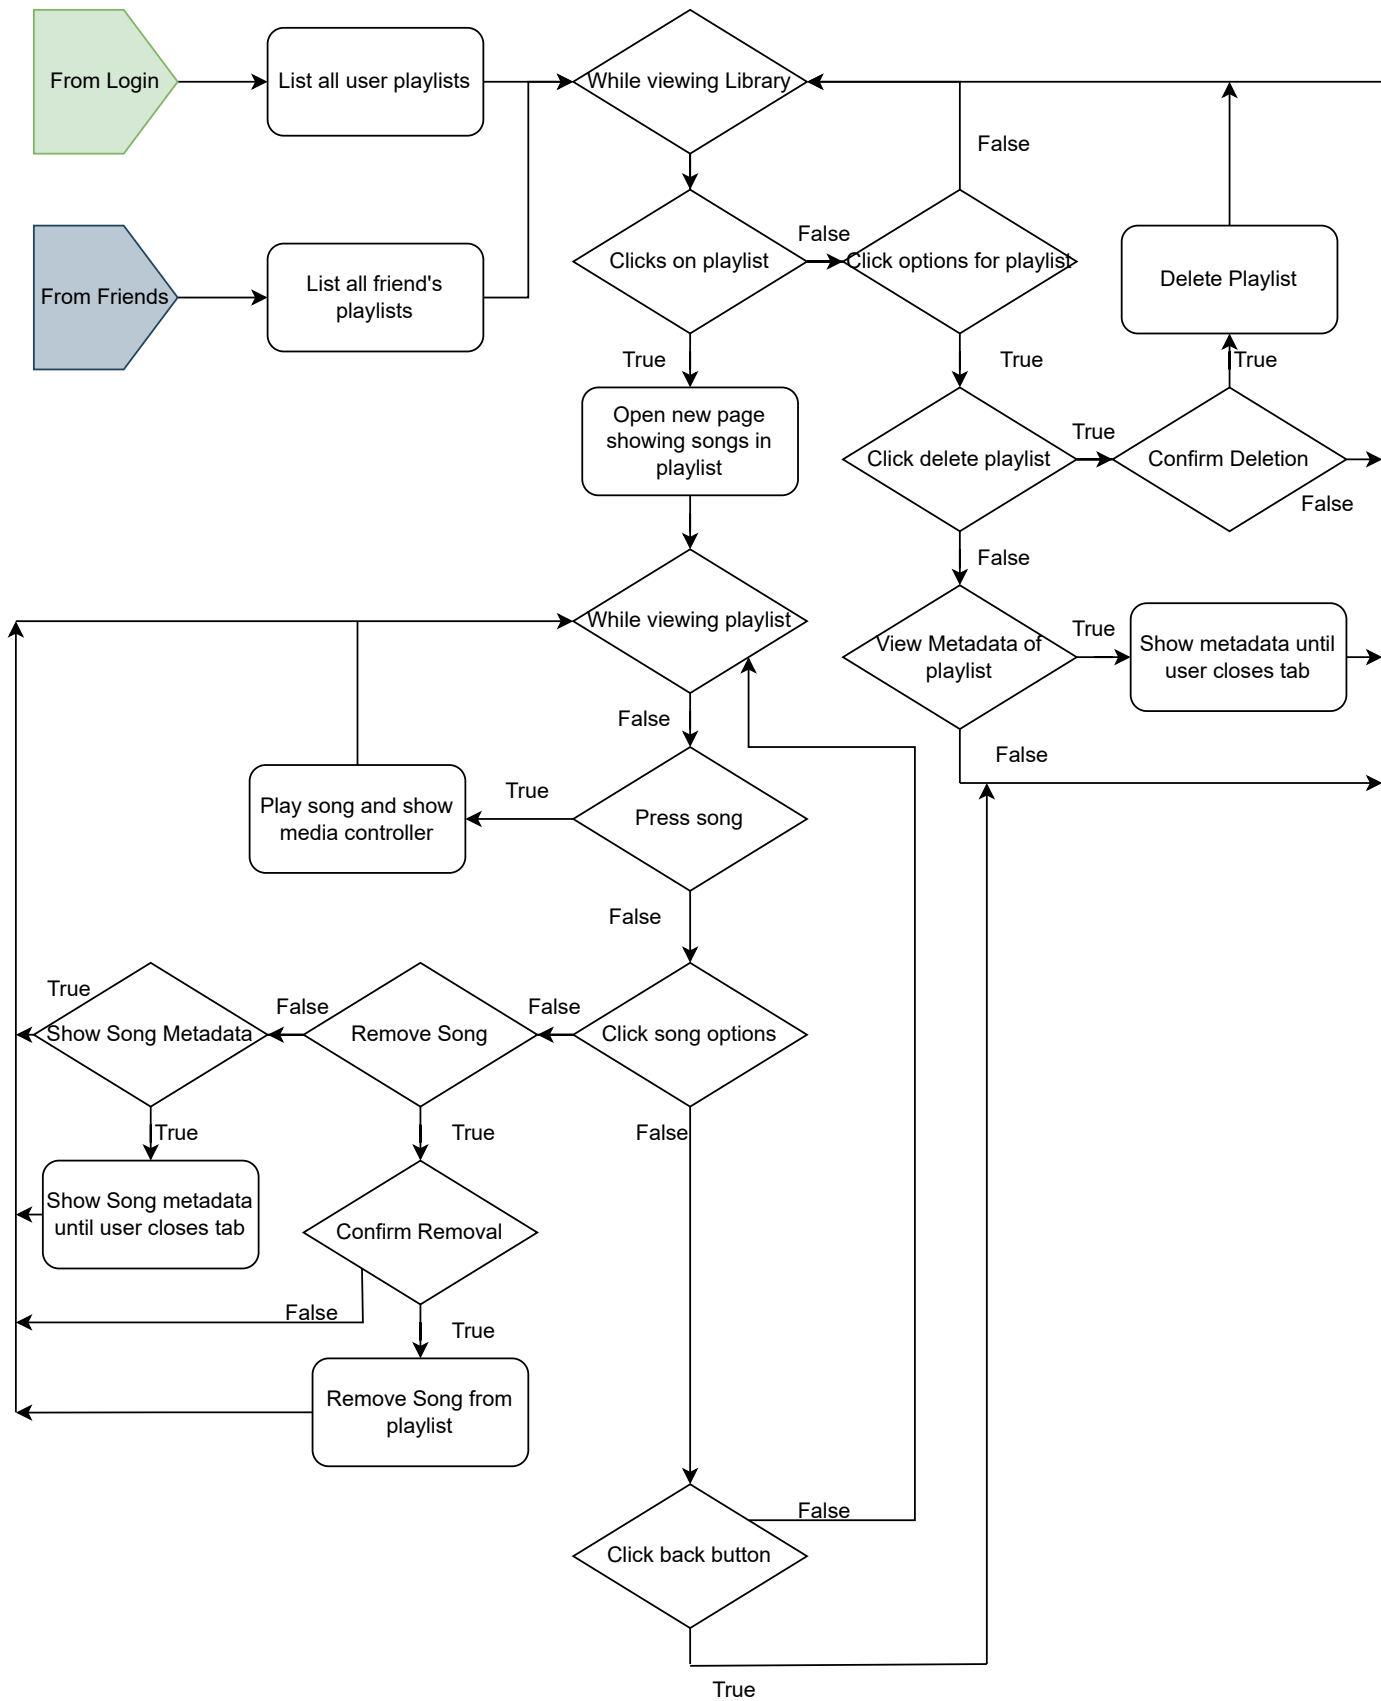 From Login
List all user playlists
While viewing Library
False
From Friends
List all friend's
playlists
Clicks on playlist
False
Click options for playlist
Delete Playlist
True
True
True
Open new page
showing songs in
playlist
Click delete playlist
True
Confirm Deletion
False
False
While viewing playlist
View Metadata of
playlist
True
Show metadata until
user closes tab
False
False
Play song and show
media controller
True
Press song
False
True
Show Song Metadata
False
Remove Song
False
Click song options
True
True
False
Show Song metadata
until user closes tab
Confirm Removal
False
True
Remove Song from
playlist
False
Click back button
True